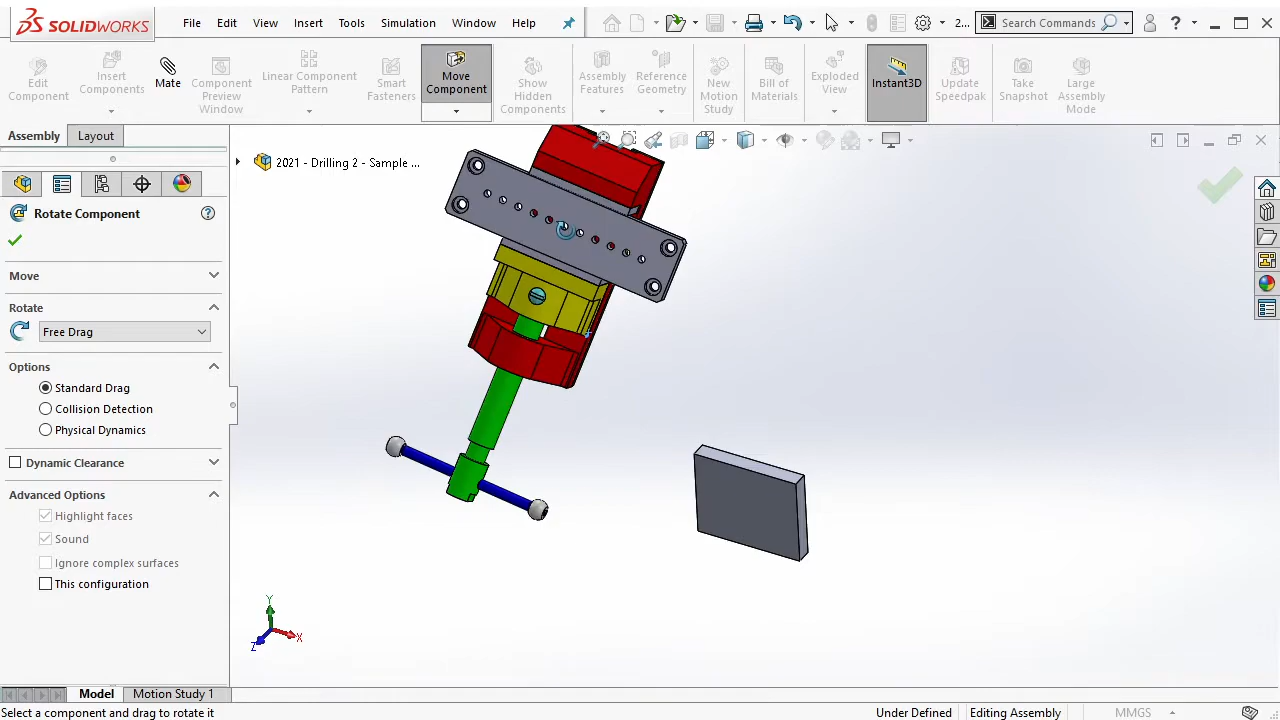 SOLIDWORKS
File Edit View Insert Tools Simulation Window Help
2... Search Commands
Edit Component
Insert Components
Mate
Component Preview Window
Linear Component Pattern
Smart Fasteners
Move Component
Show Hidden Components
Assembly Features
Reference Geometry
New Motion Study
Bill of Materials
Exploded View
Instant3D
Update Speedpak
Take Snapshot
Large Assembly Mode
Assembly Layout
2021 - Drilling 2 - Sample ...
Rotate Component
Move
Rotate
Free Drag
Options
Standard Drag
Collision Detection
Physical Dynamics
Dynamic Clearance
Advanced Options
Highlight faces
Sound
Ignore complex surfaces
This configuration
Y
X
Z
Model Motion Study 1
Select a component and drag to rotate it Under Defined Editing Assembly MMGS